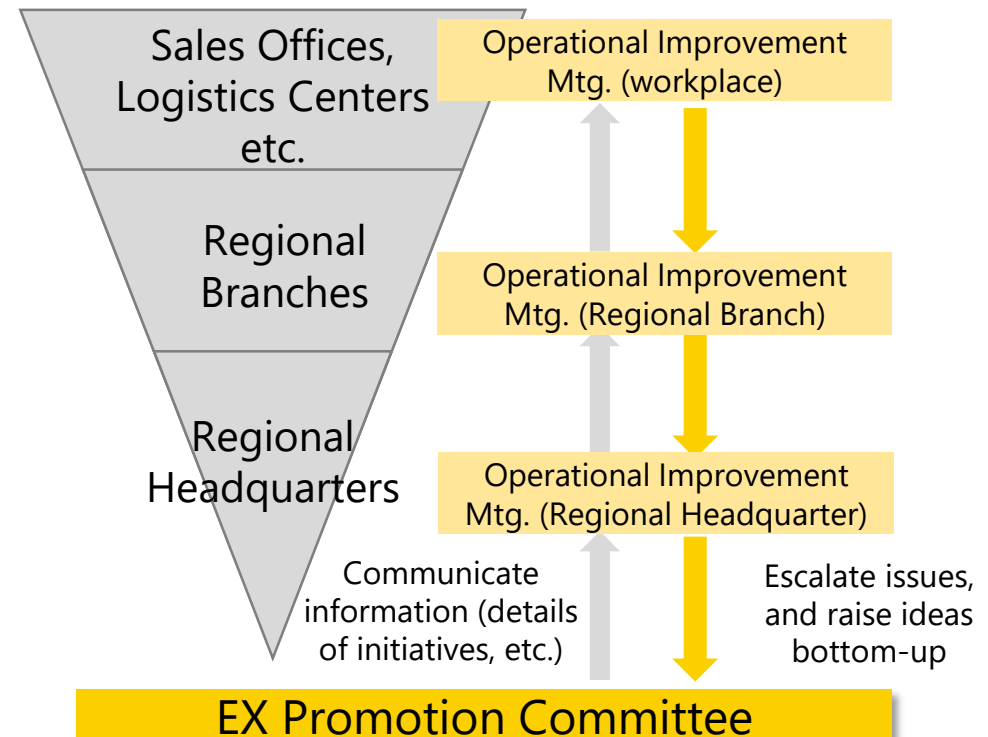 Sales Offices,
Logistics Centers
etc.
Operational Improvement
Mtg. (workplace)
Regional
Branches
Operational Improvement
Mtg. (Regional Branch)
Regional
Headquarters
Operational Improvement
Mtg. (Regional Headquarter)
Communicate
information (details
of initiatives, etc.)
Escalate issues,
and raise ideas
bottom-up
EX Promotion Committee